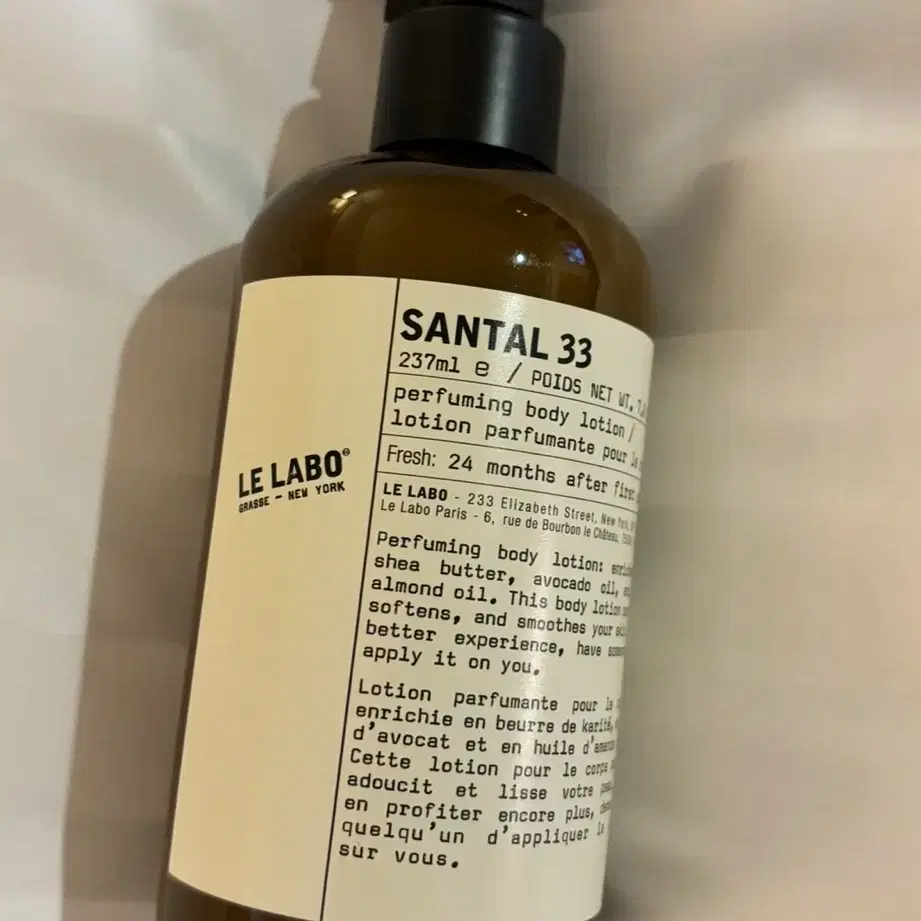 LE LABO®
GRASSE — NEW YORK
SANTAL 33
237ml ℮ / POIDS NET WT.
perfuming body lotion /
lotion parfumante pour
Fresh: 24 months after first
LE LABO - 233 Elizabeth Street, New York,
Le Labo Paris - 6, rue de Bourbon le Château,
Perfuming body lotion:
shea butter, avocado oil,
almond oil. This body lotion
softens, and smoothes your
better experience, have
apply it on you.
Lotion parfumante pour le
enrichie en beurre de karité,
d'avocat et en huile
Cette lotion pour le corps
adoucit et lisse votre
en profiter encore plus,
quelqu'un d'appliquer
sur vous.